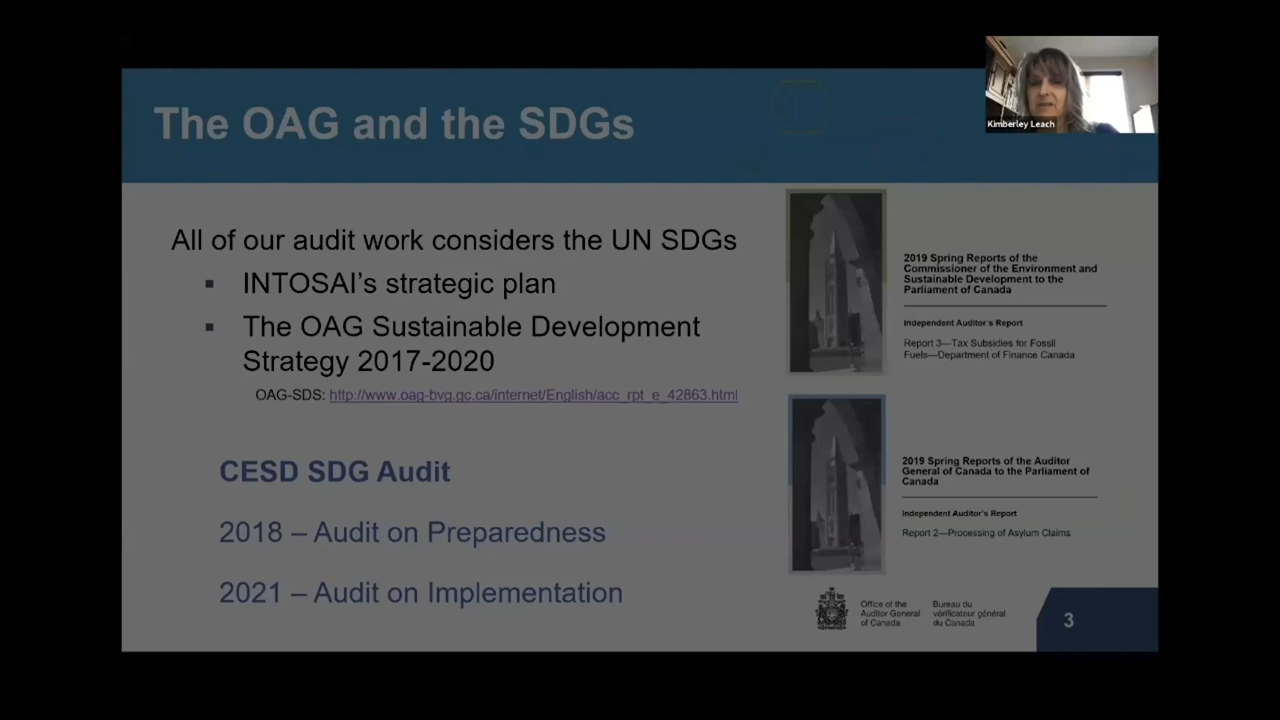 The OAG and the SDGs
Kimberley Leach
All of our audit work considers the UN SDGs
▪ INTOSAI's strategic plan
▪ The OAG Sustainable Development
Strategy 2017-2020
OAG-SDS: http://www.oag-bvg.gc.ca/internet/English/acc_rpt_e_42863.html
CESD SDG Audit
2018 – Audit on Preparedness
2021 – Audit on Implementation
2019 Spring Reports of the
Commissioner of the Environment and
Sustainable Development to the
Parliament of Canada
Independent Auditor's Report
Report 3—Tax Subsidies for Fossil
Fuels—Department of Finance Canada
2019 Spring Reports of the Auditor
General of Canada to the Parliament of
Canada
Independent Auditor's Report
Report 2—Processing of Asylum Claims
Office of the
Auditor General
of Canada
Bureau du
vérificateur général
du Canada
3